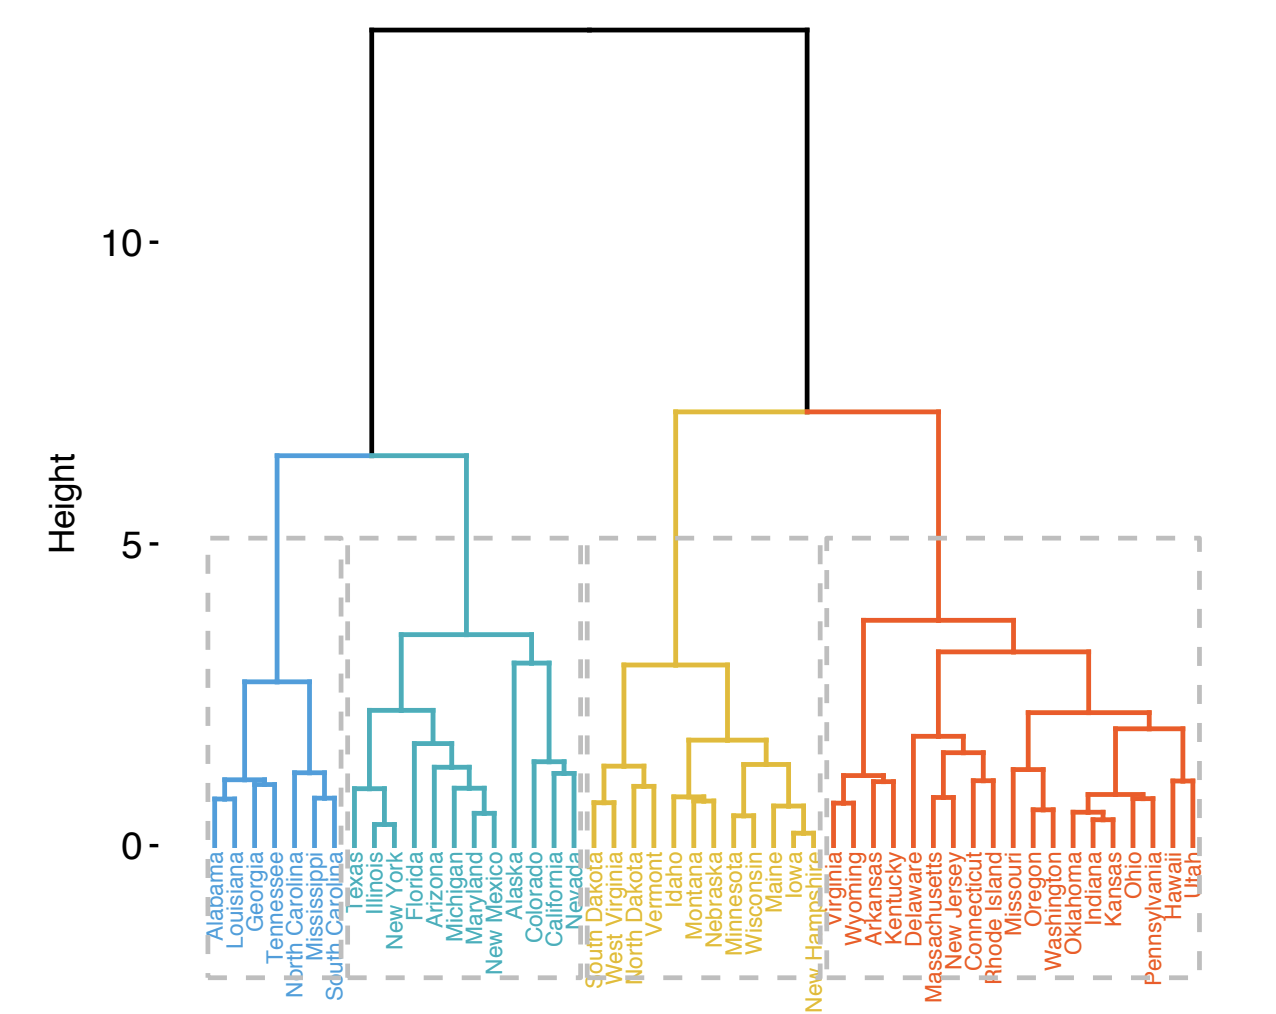 10
5
0
Height
Alabama
Louisiana
Georgia
Tennessee
North Carolina
Mississippi
South Carolina
Texas
Illinois
New York
Florida
Arizona
Michigan
Maryland
New Mexico
Alaska
Colorado
California
Nevada
South Dakota
West Virginia
North Dakota
Vermont
Idaho
Montana
Nebraska
Minnesota
Wisconsin
Maine
Iowa
New Hampshire
Virginia
Wyoming
Arkansas
Kentucky
Delaware
Massachusetts
New Jersey
Connecticut
Rhode Island
Missouri
Oregon
Washington
Oklahoma
Indiana
Kansas
Ohio
Pennsylvania
Hawaii
Utah